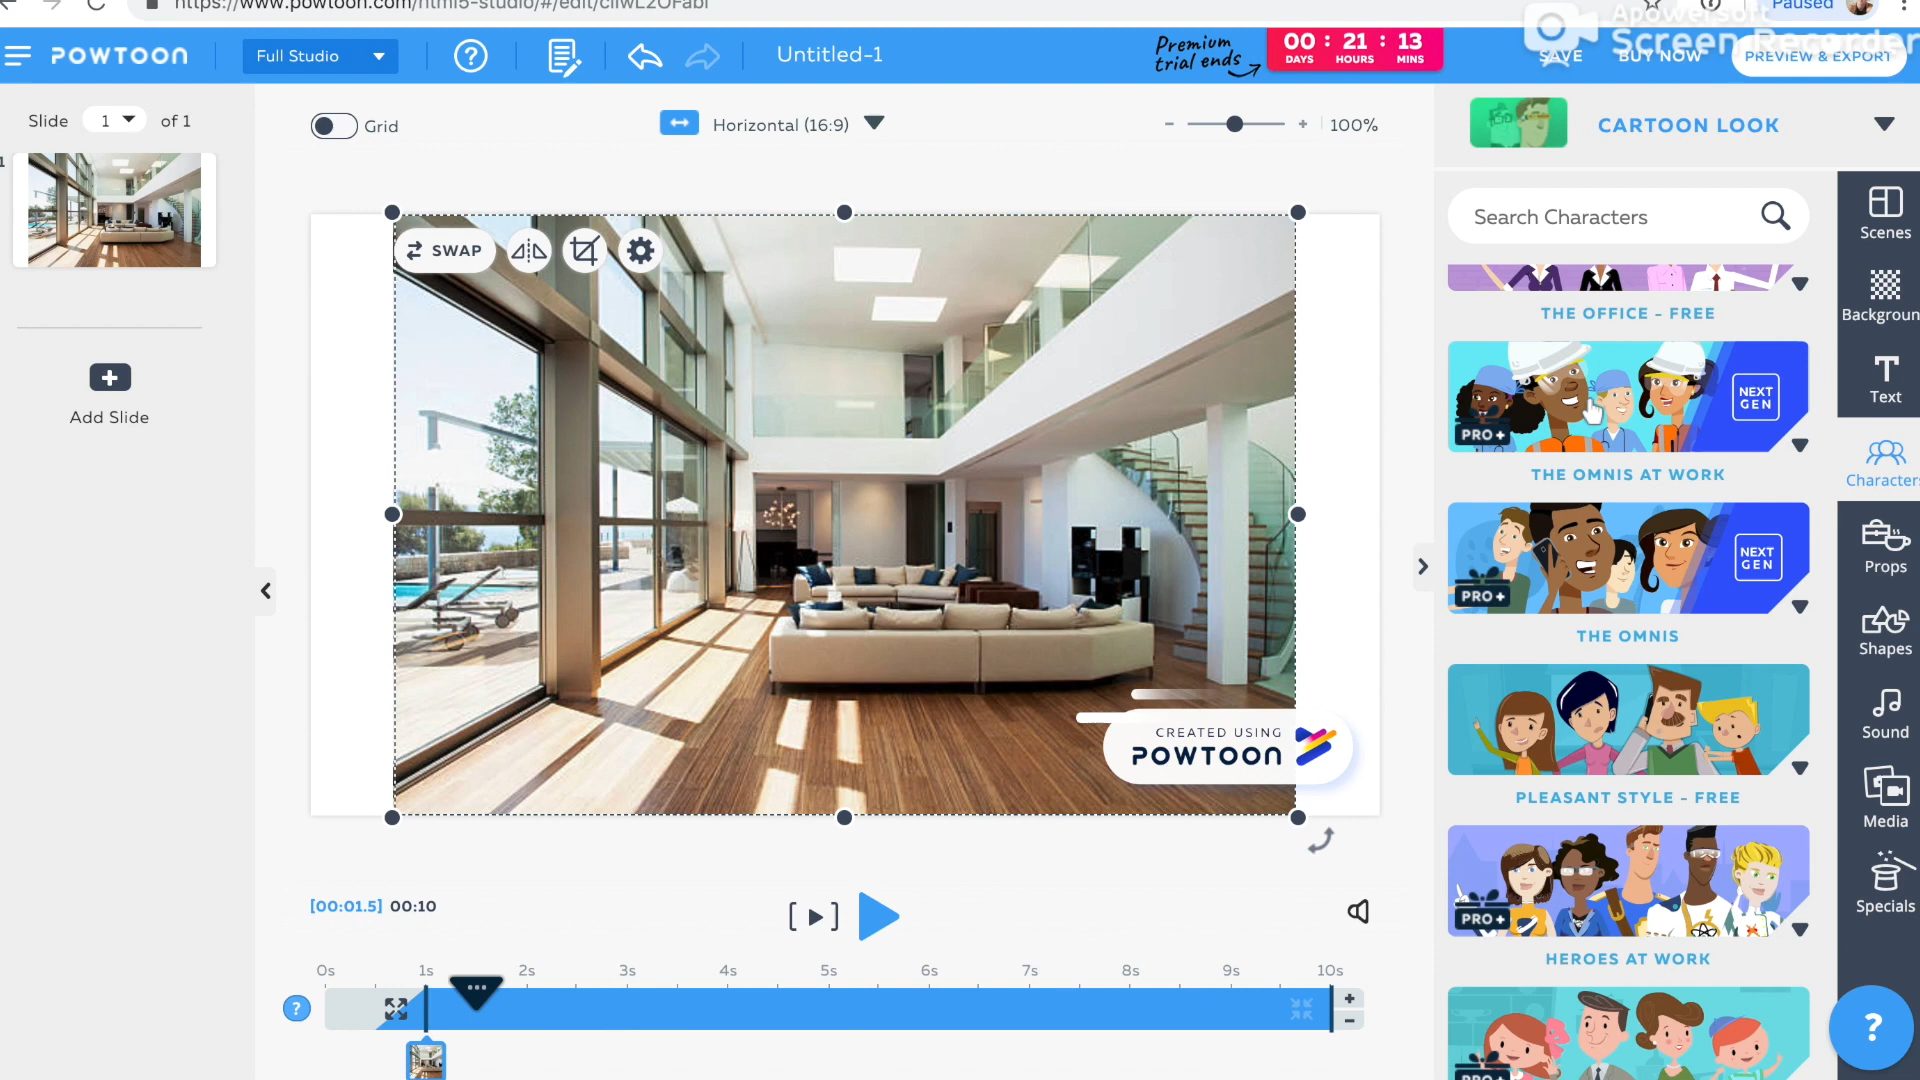 https://www.powtoon.com/html5-studio/#/edit/
Paused
Apowersoft
Screen Recorder
POWTOON
Full Studio
?
Untitled-1
Premium
trial ends
00 : 21 : 13
DAYS HOURS MINS
SAVE
BUY NOW
PREVIEW & EXPORT
Slide 1 of 1
Grid
Horizontal (16:9)
- + 100%
CARTOON LOOK
1
SWAP
Search Characters
Scenes
THE OFFICE - FREE
Backgroun
NEXT
GEN
PRO+
THE OMNIS AT WORK
Text
Add Slide
Characters
NEXT
GEN
PRO+
THE OMNIS
Props
Shapes
CREATED USING
POWTOON
PLEASANT STYLE - FREE
Sound
Media
PRO+
HEROES AT WORK
Specials
[00:01.5] 00:10
0s 1s 2s 3s 4s 5s 6s 7s 8s 9s 10s
?
+
-
PRO+
?